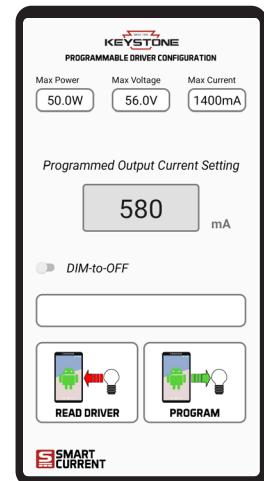 KEYSTONE
PROGRAMMABLE DRIVER CONFIGURATION
Max Power Max Voltage Max Current
50.0W 56.0V 1400mA
Programmed Output Current Setting
580 mA
DIM-to-OFF
READ DRIVER PROGRAM
SMART
CURRENT